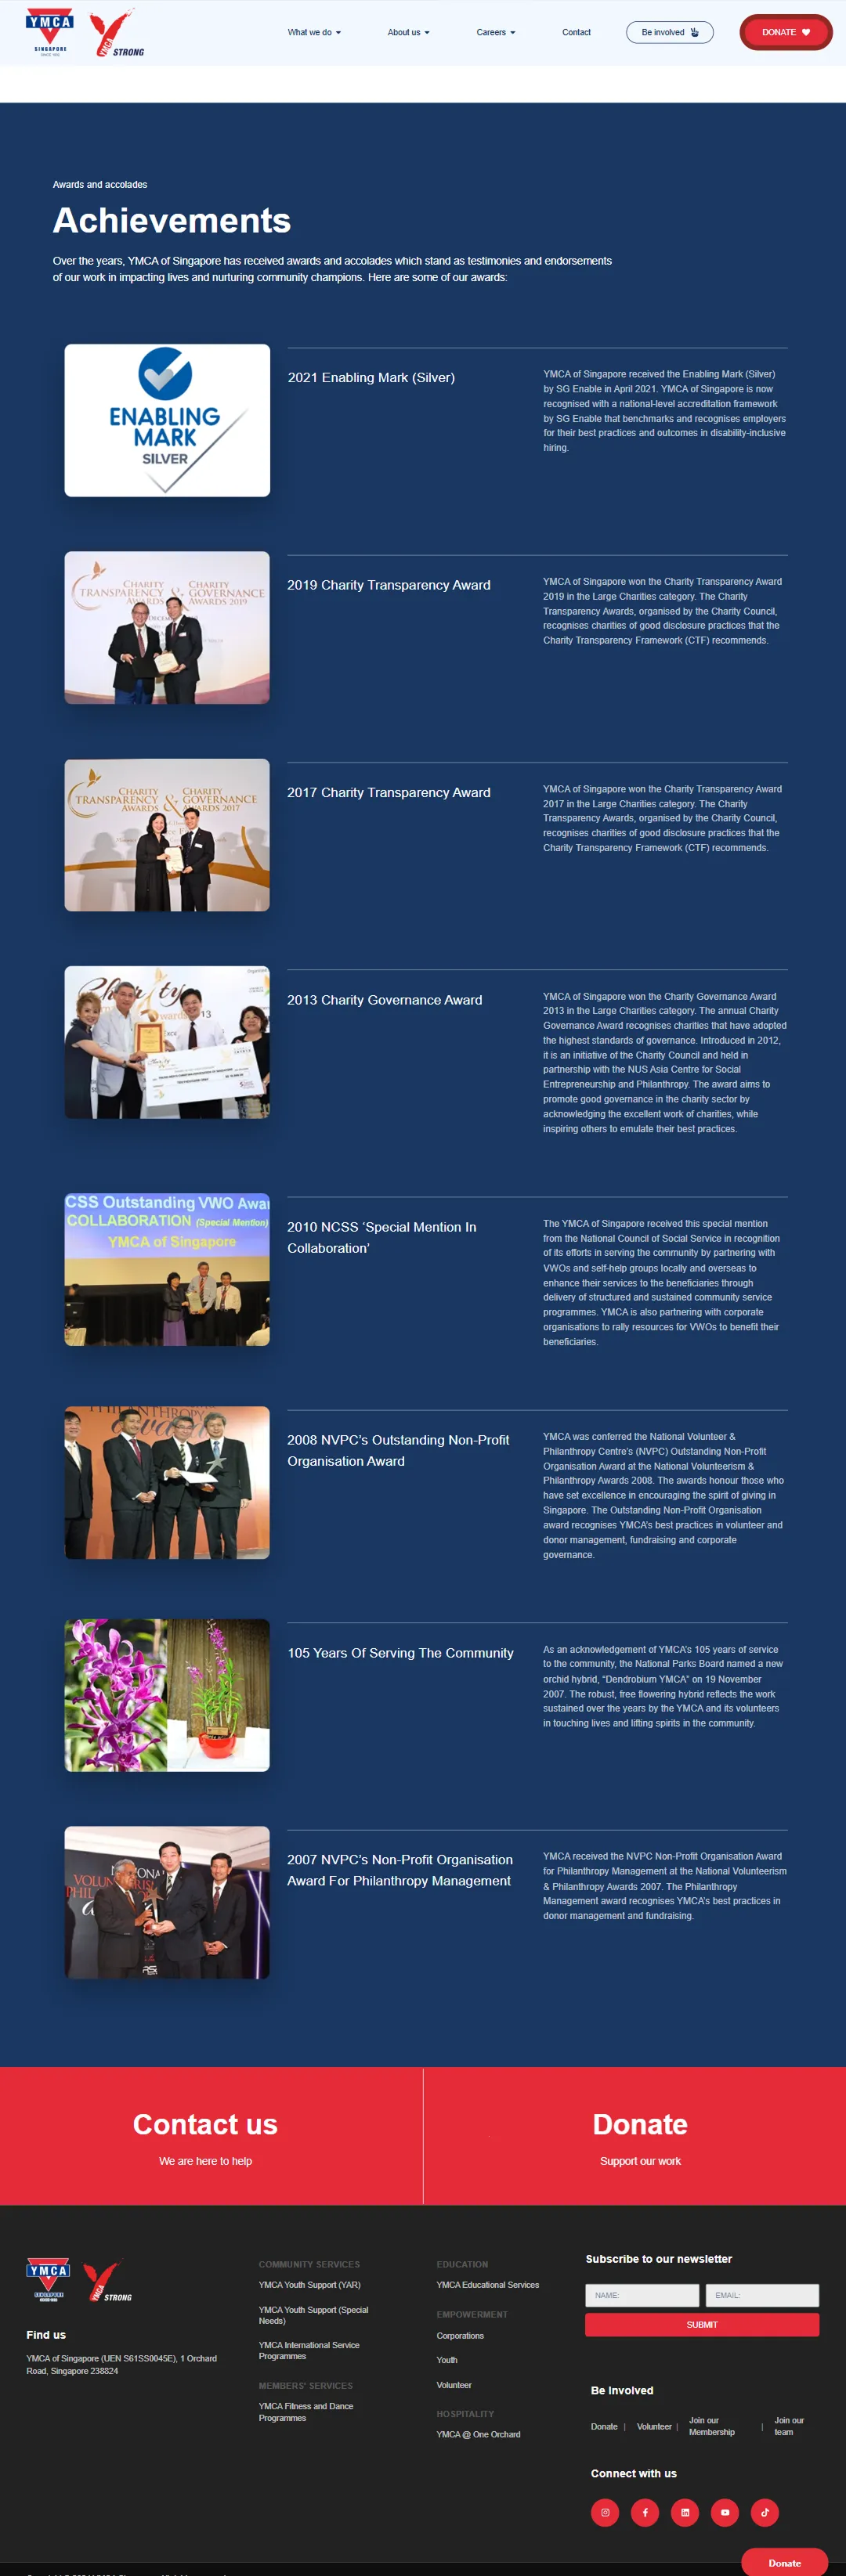 YMCA
SINGAPORE
YMCA STRONG
What we do
About us
Careers
Contact
Be involved
DONATE
Awards and accolades
Achievements
Over the years, YMCA of Singapore has received awards and accolades which stand as testimonies and endorsements
of our work in impacting lives and nurturing community champions. Here are some of our awards:
ENABLING
MARK
SILVER
2021 Enabling Mark (Silver)
YMCA of Singapore received the Enabling Mark (Silver)
by SG Enable in April 2021. YMCA of Singapore is now
recognised with a national-level accreditation framework
by SG Enable that benchmarks and recognises employers
for their best practices and outcomes in disability-inclusive
hiring.
CHARITY TRANSPARENCY AWARDS & CHARITY GOVERNANCE AWARDS 2019
2019 Charity Transparency Award
YMCA of Singapore won the Charity Transparency Award
2019 in the Large Charities category. The Charity
Transparency Awards, organised by the Charity Council,
recognises charities of good disclosure practices that the
Charity Transparency Framework (CTF) recommends.
CHARITY TRANSPARENCY AWARDS & CHARITY GOVERNANCE AWARDS 2017
2017 Charity Transparency Award
YMCA of Singapore won the Charity Transparency Award
2017 in the Large Charities category. The Charity
Transparency Awards, organised by the Charity Council,
recognises charities of good disclosure practices that the
Charity Transparency Framework (CTF) recommends.
Charity
2013 Charity Governance Award
YMCA of Singapore won the Charity Governance Award
2013 in the Large Charities category. The annual Charity
Governance Award recognises charities that have adopted
the highest standards of governance. Introduced in 2012,
it is an initiative of the Charity Council and held in
partnership with the NUS Asia Centre for Social
Entrepreneurship and Philanthropy. The award aims to
promote good governance in the charity sector by
acknowledging the excellent work of charities, while
inspiring others to emulate their best practices.
CSS Outstanding VWO Awar
COLLABORATION (Special Mention)
YMCA of Singapore
2010 NCSS ‘Special Mention In
Collaboration’
The YMCA of Singapore received this special mention
from the National Council of Social Service in recognition
of its efforts in serving the community by partnering with
VWOs and self-help groups locally and overseas to
enhance their services to the beneficiaries through
delivery of structured and sustained community service
programmes. YMCA is also partnering with corporate
organisations to rally resources for VWOs to benefit their
beneficiaries.
2008 NVPC’s Outstanding Non-Profit
Organisation Award
YMCA was conferred the National Volunteer &
Philanthropy Centre’s (NVPC) Outstanding Non-Profit
Organisation Award at the National Volunteerism &
Philanthropy Awards 2008. The awards honour those who
have set excellence in encouraging the spirit of giving in
Singapore. The Outstanding Non-Profit Organisation
award recognises YMCA’s best practices in volunteer and
donor management, fundraising and corporate
governance.
105 Years Of Serving The Community
As an acknowledgement of YMCA’s 105 years of service
to the community, the National Parks Board named a new
orchid hybrid, “Dendrobium YMCA” on 19 November
2007. The robust, free flowering hybrid reflects the work
sustained over the years by the YMCA and its volunteers
in touching lives and lifting spirits in the community.
2007 NVPC’s Non-Profit Organisation
Award For Philanthropy Management
YMCA received the NVPC Non-Profit Organisation Award
for Philanthropy Management at the National Volunteerism
& Philanthropy Awards 2007. The Philanthropy
Management award recognises YMCA’s best practices in
donor management and fundraising.
Contact us
We are here to help
Donate
Support our work
YMCA
YMCA STRONG
Find us
YMCA of Singapore (UEN S61SS0045E), 1 Orchard
Road, Singapore 238824
COMMUNITY SERVICES
YMCA Youth Support (YAR)
YMCA Youth Support (Special
Needs)
YMCA International Service
Programmes
MEMBERS' SERVICES
YMCA Fitness and Dance
Programmes
EDUCATION
YMCA Educational Services
EMPOWERMENT
Corporations
Youth
Volunteer
HOSPITALITY
YMCA @ One Orchard
Subscribe to our newsletter
NAME:
EMAIL:
SUBMIT
Be Involved
Donate | Volunteer | Join our Membership | Join our team
Connect with us
Donate